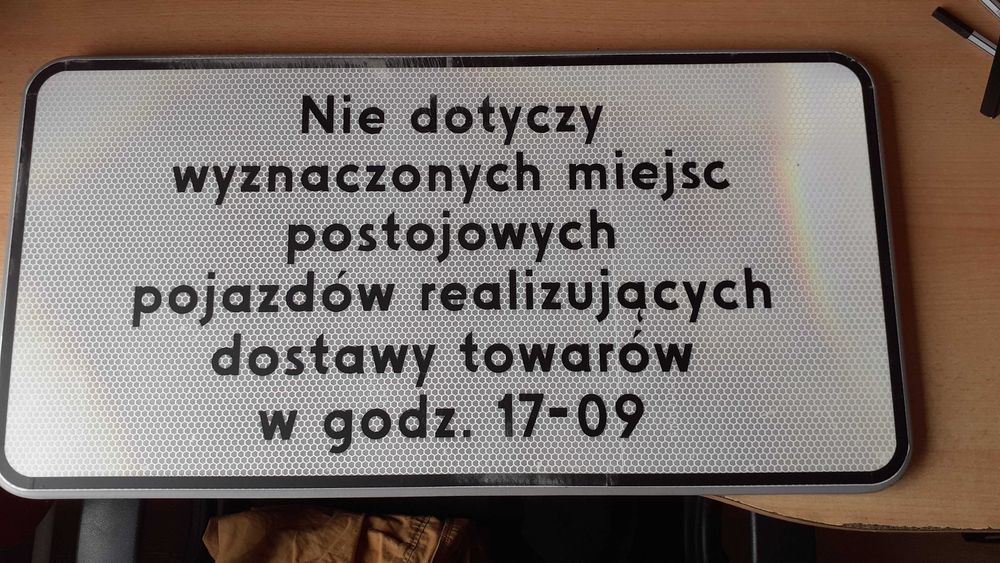 Nie dotyczy
wyznaczonych miejsc
postojowych
pojazdów realizujących
dostawy towarów
w godz. 17-09